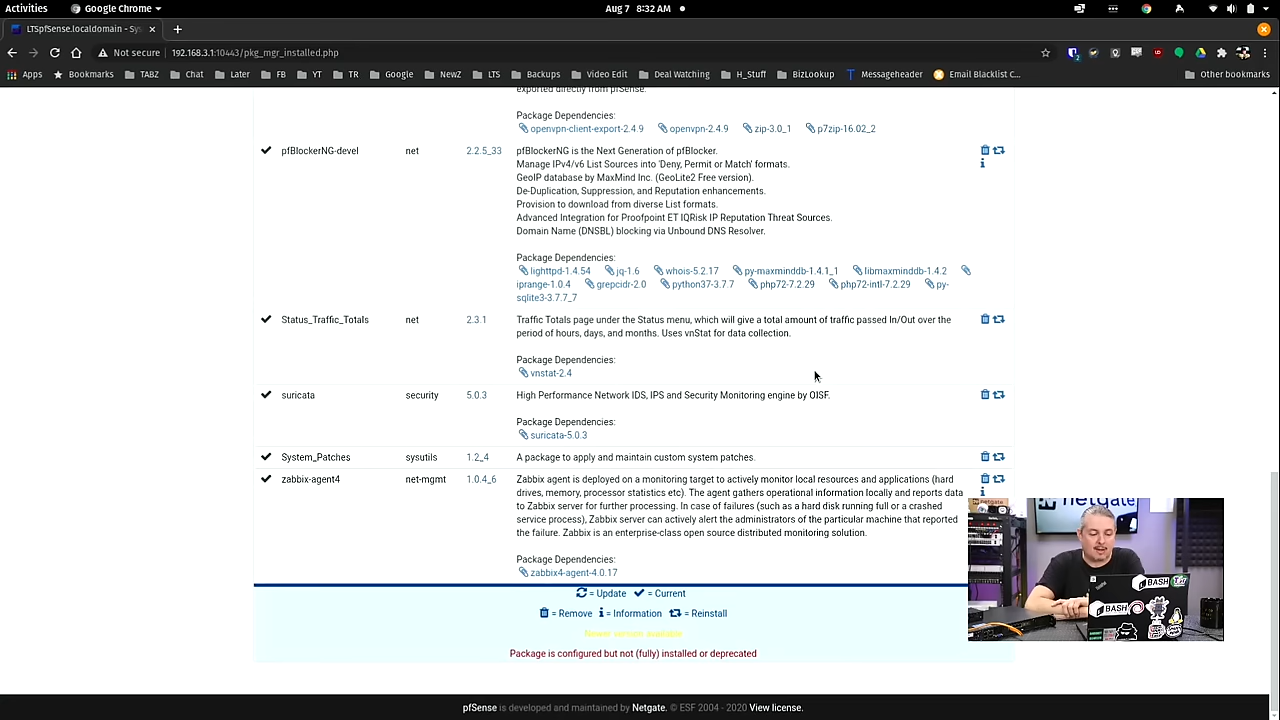 Activities
Google Chrome
Aug 7 8:32 AM
LTSpfSense.localdomain - Sy
Not secure
192.168.3.1:10443/pkg_mgr_installed.php
Apps
Bookmarks
TABZ
Chat
Later
FB
YT
TR
Google
NewZ
LTS
Backups
Video Edit
Deal Watching
H_Stuff
BizLookup
Messageheader
Email Blacklist C...
Other bookmarks
exported directly from pfSense.
Package Dependencies:
openvpn-client-export-2.4.9 openvpn-2.4.9 zip-3.0_1 p7zip-16.02_2
pfBlockerNG-devel net 2.2.5_33 pfBlockerNG is the Next Generation of pfBlocker.
Manage IPv4/v6 List Sources into 'Deny, Permit or Match' formats.
GeoIP database by MaxMind Inc. (GeoLite2 Free version).
De-Duplication, Suppression, and Reputation enhancements.
Provision to download from diverse List formats.
Advanced Integration for Proofpoint ET IQRisk IP Reputation Threat Sources.
Domain Name (DNSBL) blocking via Unbound DNS Resolver.
Package Dependencies:
lighttpd-1.4.54 jq-1.6 whois-5.2.17 py-maxminddb-1.4.1_1 libmaxminddb-1.4.2
iprange-1.0.4 grepcidr-2.0 python37-3.7.7 php72-7.2.29 php72-intl-7.2.29 py-
sqlite3-3.7.7_7
Status_Traffic_Totals net 2.3.1 Traffic Totals page under the Status menu, which will give a total amount of traffic passed In/Out over the
period of hours, days, and months. Uses vnStat for data collection.
Package Dependencies:
vnstat-2.4
suricata security 5.0.3 High Performance Network IDS, IPS and Security Monitoring engine by OISF.
Package Dependencies:
suricata-5.0.3
System_Patches sysutils 1.2_4 A package to apply and maintain custom system patches.
zabbix-agent4 net-mgmt 1.0.4_6 Zabbix agent is deployed on a monitoring target to actively monitor local resources and applications (hard
drives, memory, processor statistics etc). The agent gathers operational information locally and reports data
to Zabbix server for further processing. In case of failures (such as a hard disk running full or a crashed
service process), Zabbix server can actively alert the administrators of the particular machine that reported
the failure. Zabbix is an enterprise-class open source distributed monitoring solution.
Package Dependencies:
zabbix4-agent-4.0.17
= Update = Current
= Remove = Information = Reinstall
Newer version available
Package is configured but not (fully) installed or deprecated
netgate
BASH
BASH
pfSense is developed and maintained by Netgate. © ESF 2004 - 2020 View license.